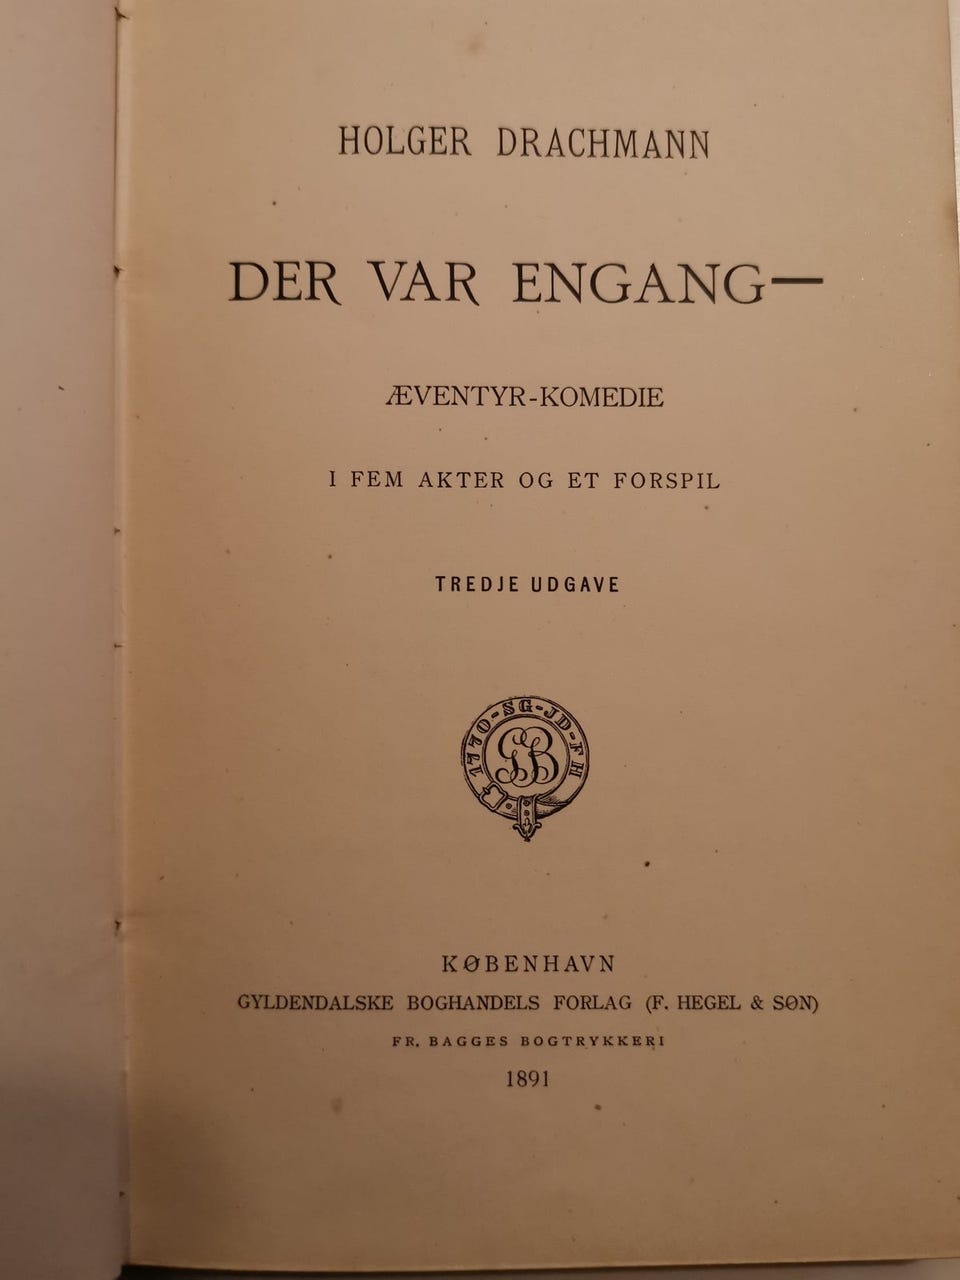 HOLGER DRACHMANN
DER VAR ENGANG—
ÆVENTYR-KOMEDIE
I FEM AKTER OG ET FORSPIL
TREDJE UDGAVE
1770-SG-JD-FH
GB
KØBENHAVN
GYLDENDALSKE BOGHANDELS FORLAG (F. HEGEL & SØN)
FR. BAGGES BOGTRYKKERI
1891